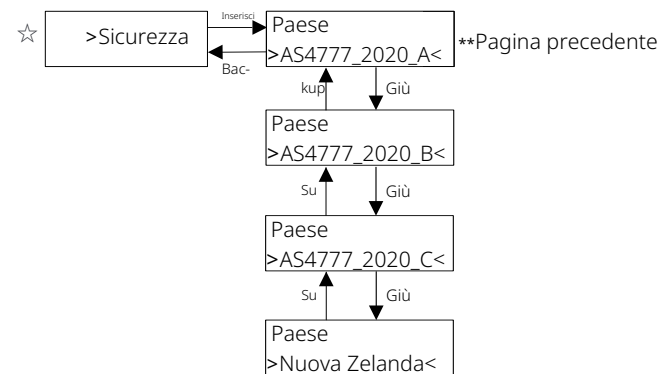 Inserisci
☆ >Sicurezza
Paese
>AS4777_2020_A<
**Pagina precedente
Bac-
kup
Giù
Paese
>AS4777_2020_B<
Su
Giù
Paese
>AS4777_2020_C<
Su
Giù
Paese
>Nuova Zelanda<